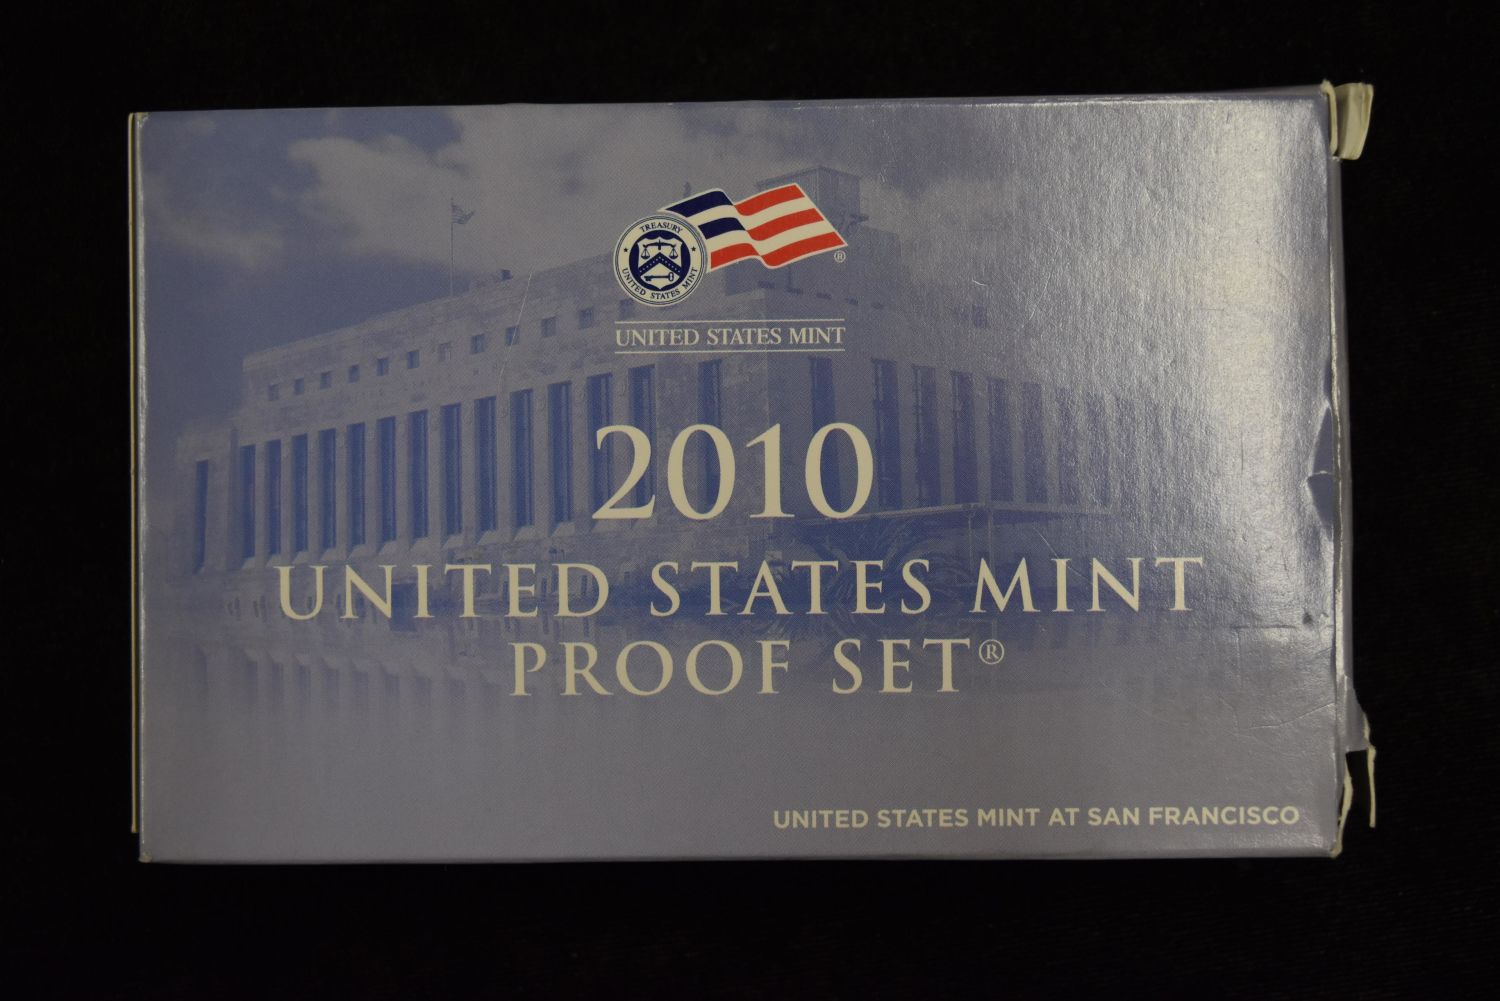 TREASURY
UNITED STATES MINT
®
UNITED STATES MINT
2010
UNITED STATES MINT
PROOF SET®
UNITED STATES MINT AT SAN FRANCISCO